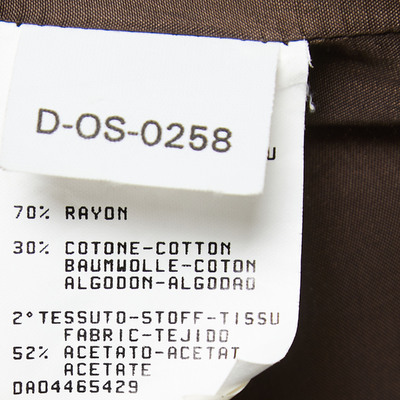 D-OS-0258
U
70% RAYON
30% COTONE-COTTON
BAUMWOLLE-COTON
ALGODON-ALGODAO
2° TESSUTO-STOFF-TISSU
FABRIC-TEJIDO
52% ACETATO-ACETAT
ACETATE
DA04465429